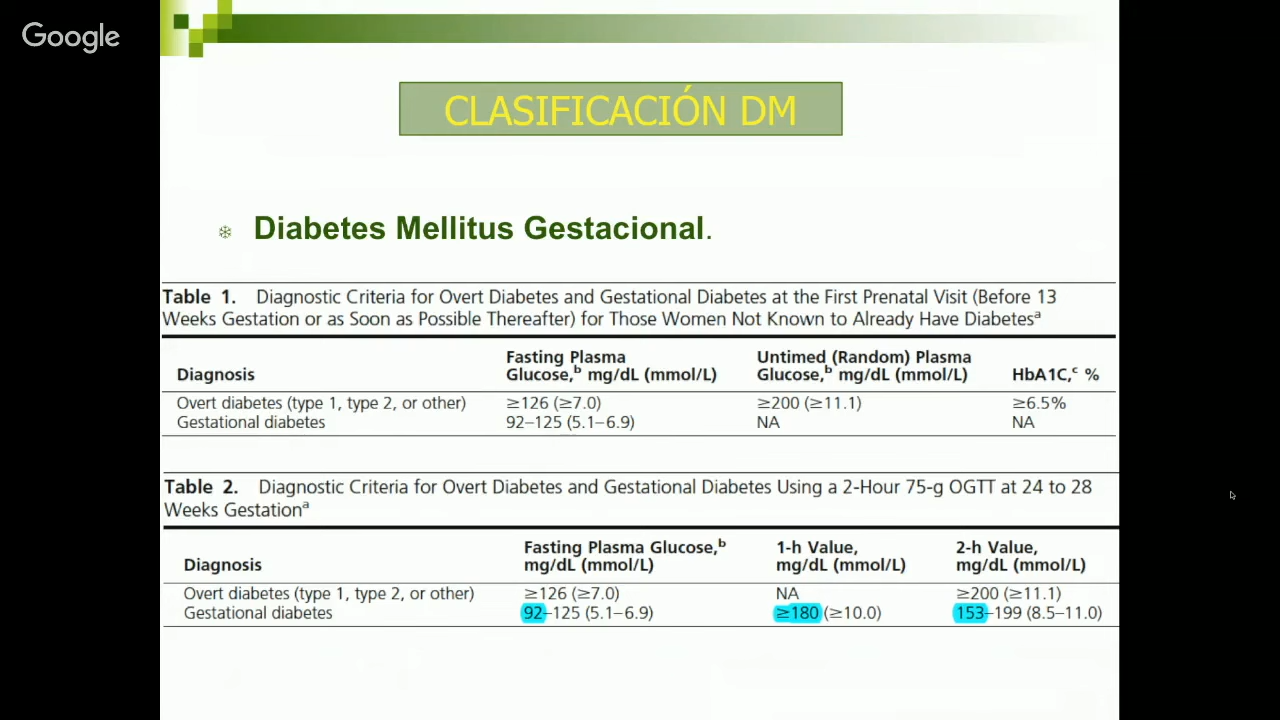 Google
CLASIFICACIÓN DM
Diabetes Mellitus Gestacional.
Table 1. Diagnostic Criteria for Overt Diabetes and Gestational Diabetes at the First Prenatal Visit (Before 13
Weeks Gestation or as Soon as Possible Thereafter) for Those Women Not Known to Already Have Diabetesᵃ
Fasting Plasma Untimed (Random) Plasma
Diagnosis Glucose,ᵇ mg/dL (mmol/L) Glucose,ᵇ mg/dL (mmol/L) HbA1C,ᶜ %
Overt diabetes (type 1, type 2, or other) ≥126 (≥7.0) ≥200 (≥11.1) ≥6.5%
Gestational diabetes 92–125 (5.1–6.9) NA NA
Table 2. Diagnostic Criteria for Overt Diabetes and Gestational Diabetes Using a 2-Hour 75-g OGTT at 24 to 28
Weeks Gestationᵃ
Fasting Plasma Glucose,ᵇ 1-h Value, 2-h Value,
Diagnosis mg/dL (mmol/L) mg/dL (mmol/L) mg/dL (mmol/L)
Overt diabetes (type 1, type 2, or other) ≥126 (≥7.0) NA ≥200 (≥11.1)
Gestational diabetes 92–125 (5.1–6.9) ≥180 (≥10.0) 153–199 (8.5–11.0)